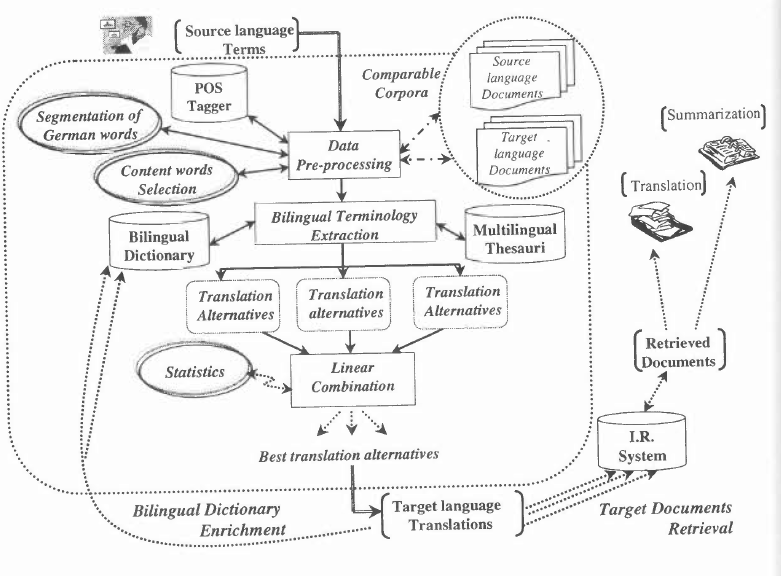 Source language
Terms
Comparable
Corpora
Source
language
Documents
POS
Tagger
Segmentation of
German words
Data
Pre-processing
Target
language
Documents
Content words
Selection
[Summarization]
[Translation]
Bilingual
Dictionary
Bilingual Terminology
Extraction
Multilingual
Thesauri
Translation
Alternatives
Translation
alternatives
Translation
Alternatives
Statistics
Linear
Combination
Retrieved
Documents
I.R.
System
Best translation alternatives
Bilingual Dictionary
Enrichment
Target language
Translations
Target Documents
Retrieval